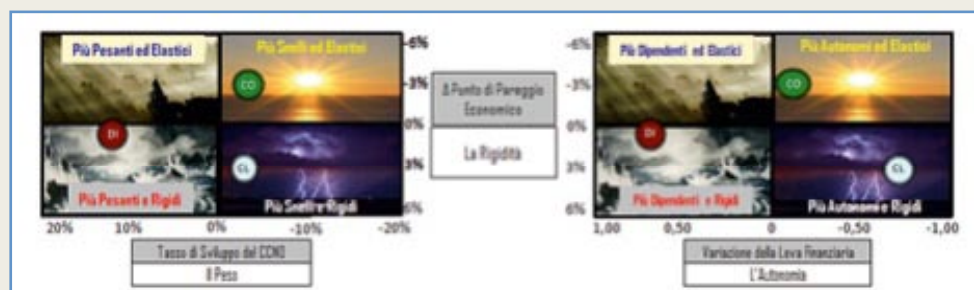 Più Pesanti ed Elastici
Più Snelli ed Elastici
-6%
-3%
CO
0%
DI
3%
CL
Più Pesanti e Rigidi
Più Snelli e Rigidi
6%
20%
10%
0%
-10%
-20%
Tasso di Sviluppo del CCNO
Il Peso
Δ Punto di Pareggio
Economico
La Rigidità
-6%
Più Dipendenti ed Elastici
Più Autonomi ed Elastici
-3%
CO
0%
DI
3%
CL
Più Dipendenti e Rigidi
Più Autonomi e Rigidi
6%
1,00
0,50
0
-0,50
-1,00
Variazione della Leva Finanziaria
L'Autonomia